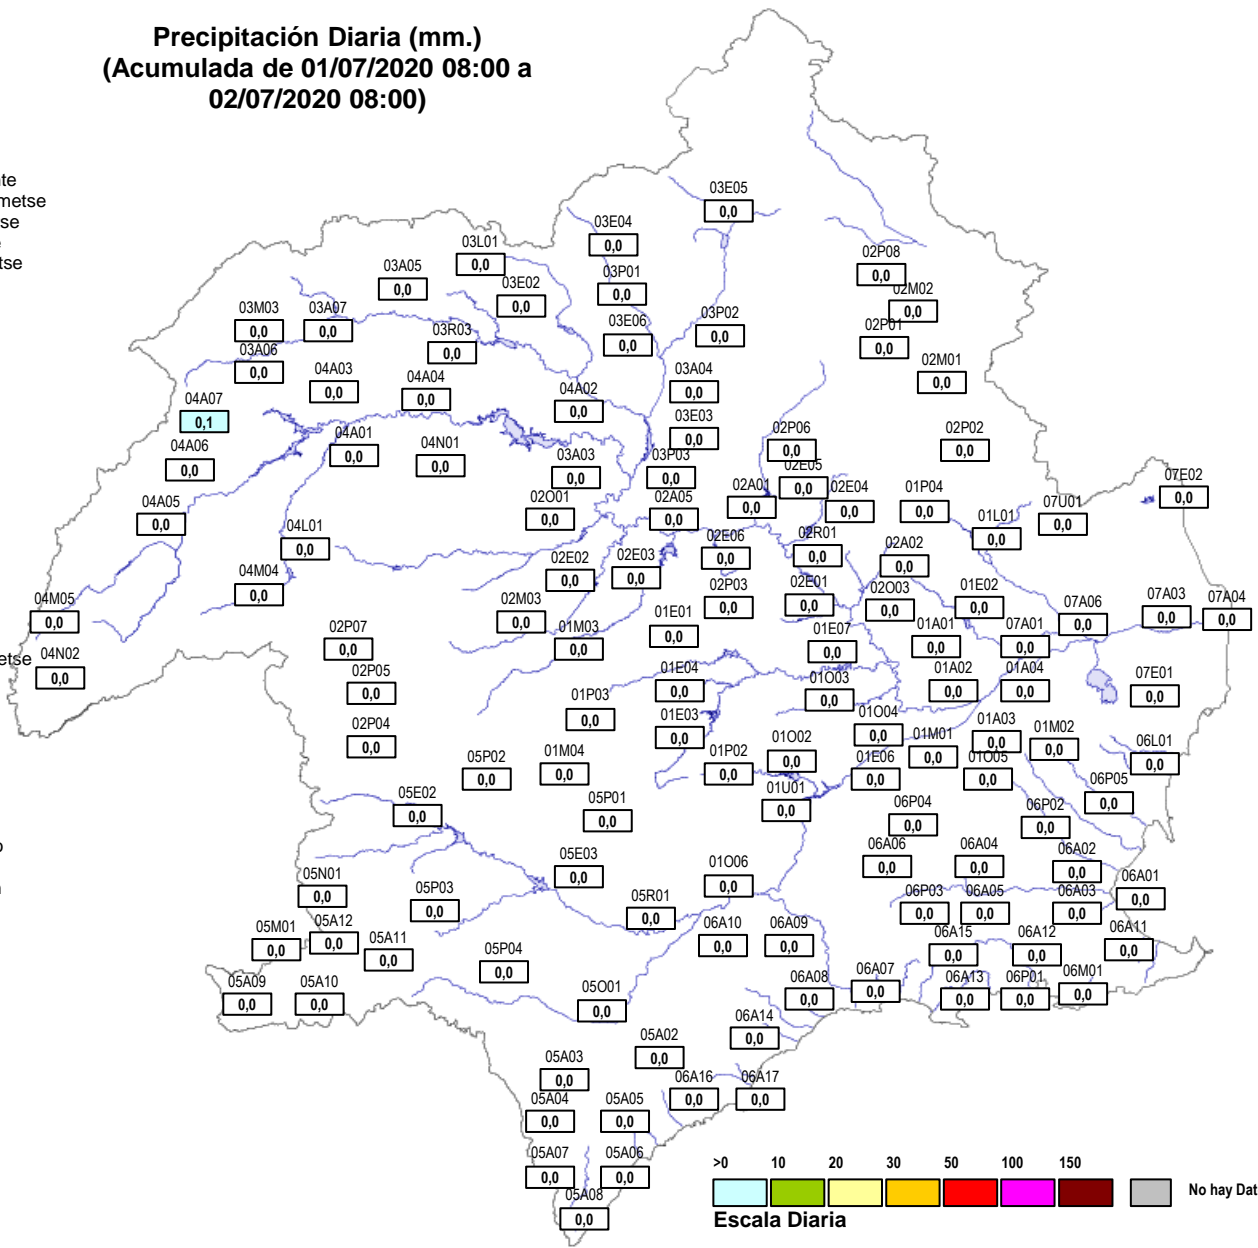 Precipitación Diaria (mm.)
(Acumulada de 01/07/2020 08:00 a
02/07/2020 08:00)
te
metse
se
tse
03E05
0,0
03E04
0,0
03L01
0,0
02P08
0,0
03A05
0,0
03P01
0,0
03E02
0,0
02M02
0,0
03M03
0,0
03A07
0,0
03P02
0,0
03E06
0,0
03R03
0,0
02P01
0,0
03A06
0,0
02M01
0,0
04A03
0,0
04A04
0,0
03A04
0,0
04A02
0,0
04A07
0,1
03E03
0,0
02P06
0,0
02P02
0,0
04A01
0,0
04N01
0,0
04A06
0,0
03A03
0,0
03P03
0,0
02E05
0,0
07E02
0,0
02A01
0,0
02E04
0,0
01P04
0,0
04A05
0,0
02O01
0,0
02A05
0,0
07U01
0,0
01L01
0,0
04L01
0,0
02E06
0,0
02R01
0,0
02A02
0,0
02E02
0,0
02E03
0,0
04M04
0,0
02P03
0,0
02E01
0,0
02O03
0,0
01E02
0,0
04M05
0,0
02M03
0,0
07A06
0,0
07A03
0,0
07A04
0,0
01E01
0,0
02P07
0,0
01M03
0,0
01E07
0,0
01A01
0,0
07A01
0,0
etse
04N02
0,0
02P05
0,0
01E04
0,0
01O03
0,0
01A02
0,0
01A04
0,0
07E01
0,0
01P03
0,0
01E03
0,0
01O04
0,0
01A03
0,0
01M02
0,0
02P04
0,0
01M01
0,0
01O02
0,0
06L01
0,0
05P02
0,0
01M04
0,0
01P02
0,0
01E06
0,0
01O05
0,0
05E02
0,0
05P01
0,0
01U01
0,0
06P05
0,0
06P04
0,0
06P02
0,0
o
05E03
0,0
06A06
0,0
06A04
0,0
06A02
0,0
05N01
0,0
01O06
0,0
06A01
0,0
05P03
0,0
05R01
0,0
06P03
0,0
06A05
0,0
06A03
0,0
05M01
0,0
05A12
0,0
05A11
0,0
06A10
0,0
06A09
0,0
06A15
0,0
06A12
0,0
06A11
0,0
05P04
0,0
05A09
0,0
05A10
0,0
05O01
0,0
06A08
0,0
06A07
0,0
06A13
0,0
06P01
0,0
06M01
0,0
06A14
0,0
05A02
0,0
05A03
0,0
06A16
0,0
06A17
0,0
05A04
0,0
05A05
0,0
05A07
0,0
05A06
0,0
05A08
0,0
>0 10 20 30 50 100 150
No hay Dat
Escala Diaria